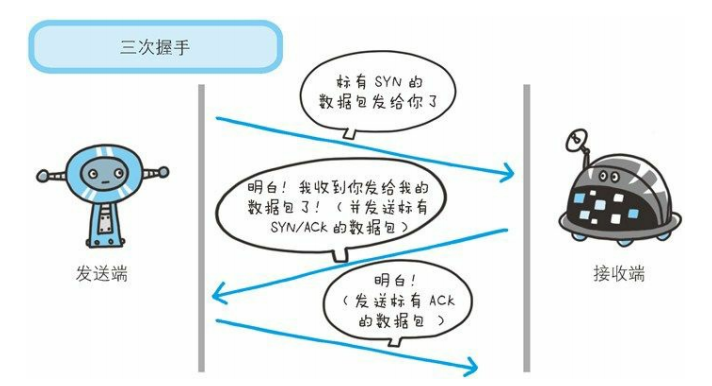 三次握手
标有 SYN 的
数据包发给你了
明白！我收到你发给我的
数据包了！（并发送标有
SYN/ACK 的数据包）
明白！
（发送标有 ACK
的数据包 ）
发送端
接收端